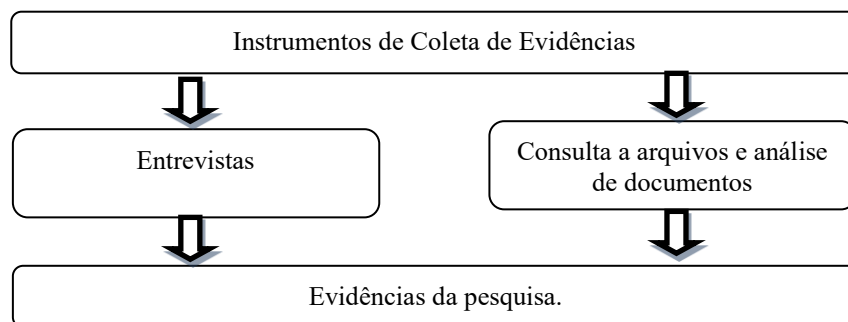 Instrumentos de Coleta de Evidências
Entrevistas
Consulta a arquivos e análise
de documentos
Evidências da pesquisa.